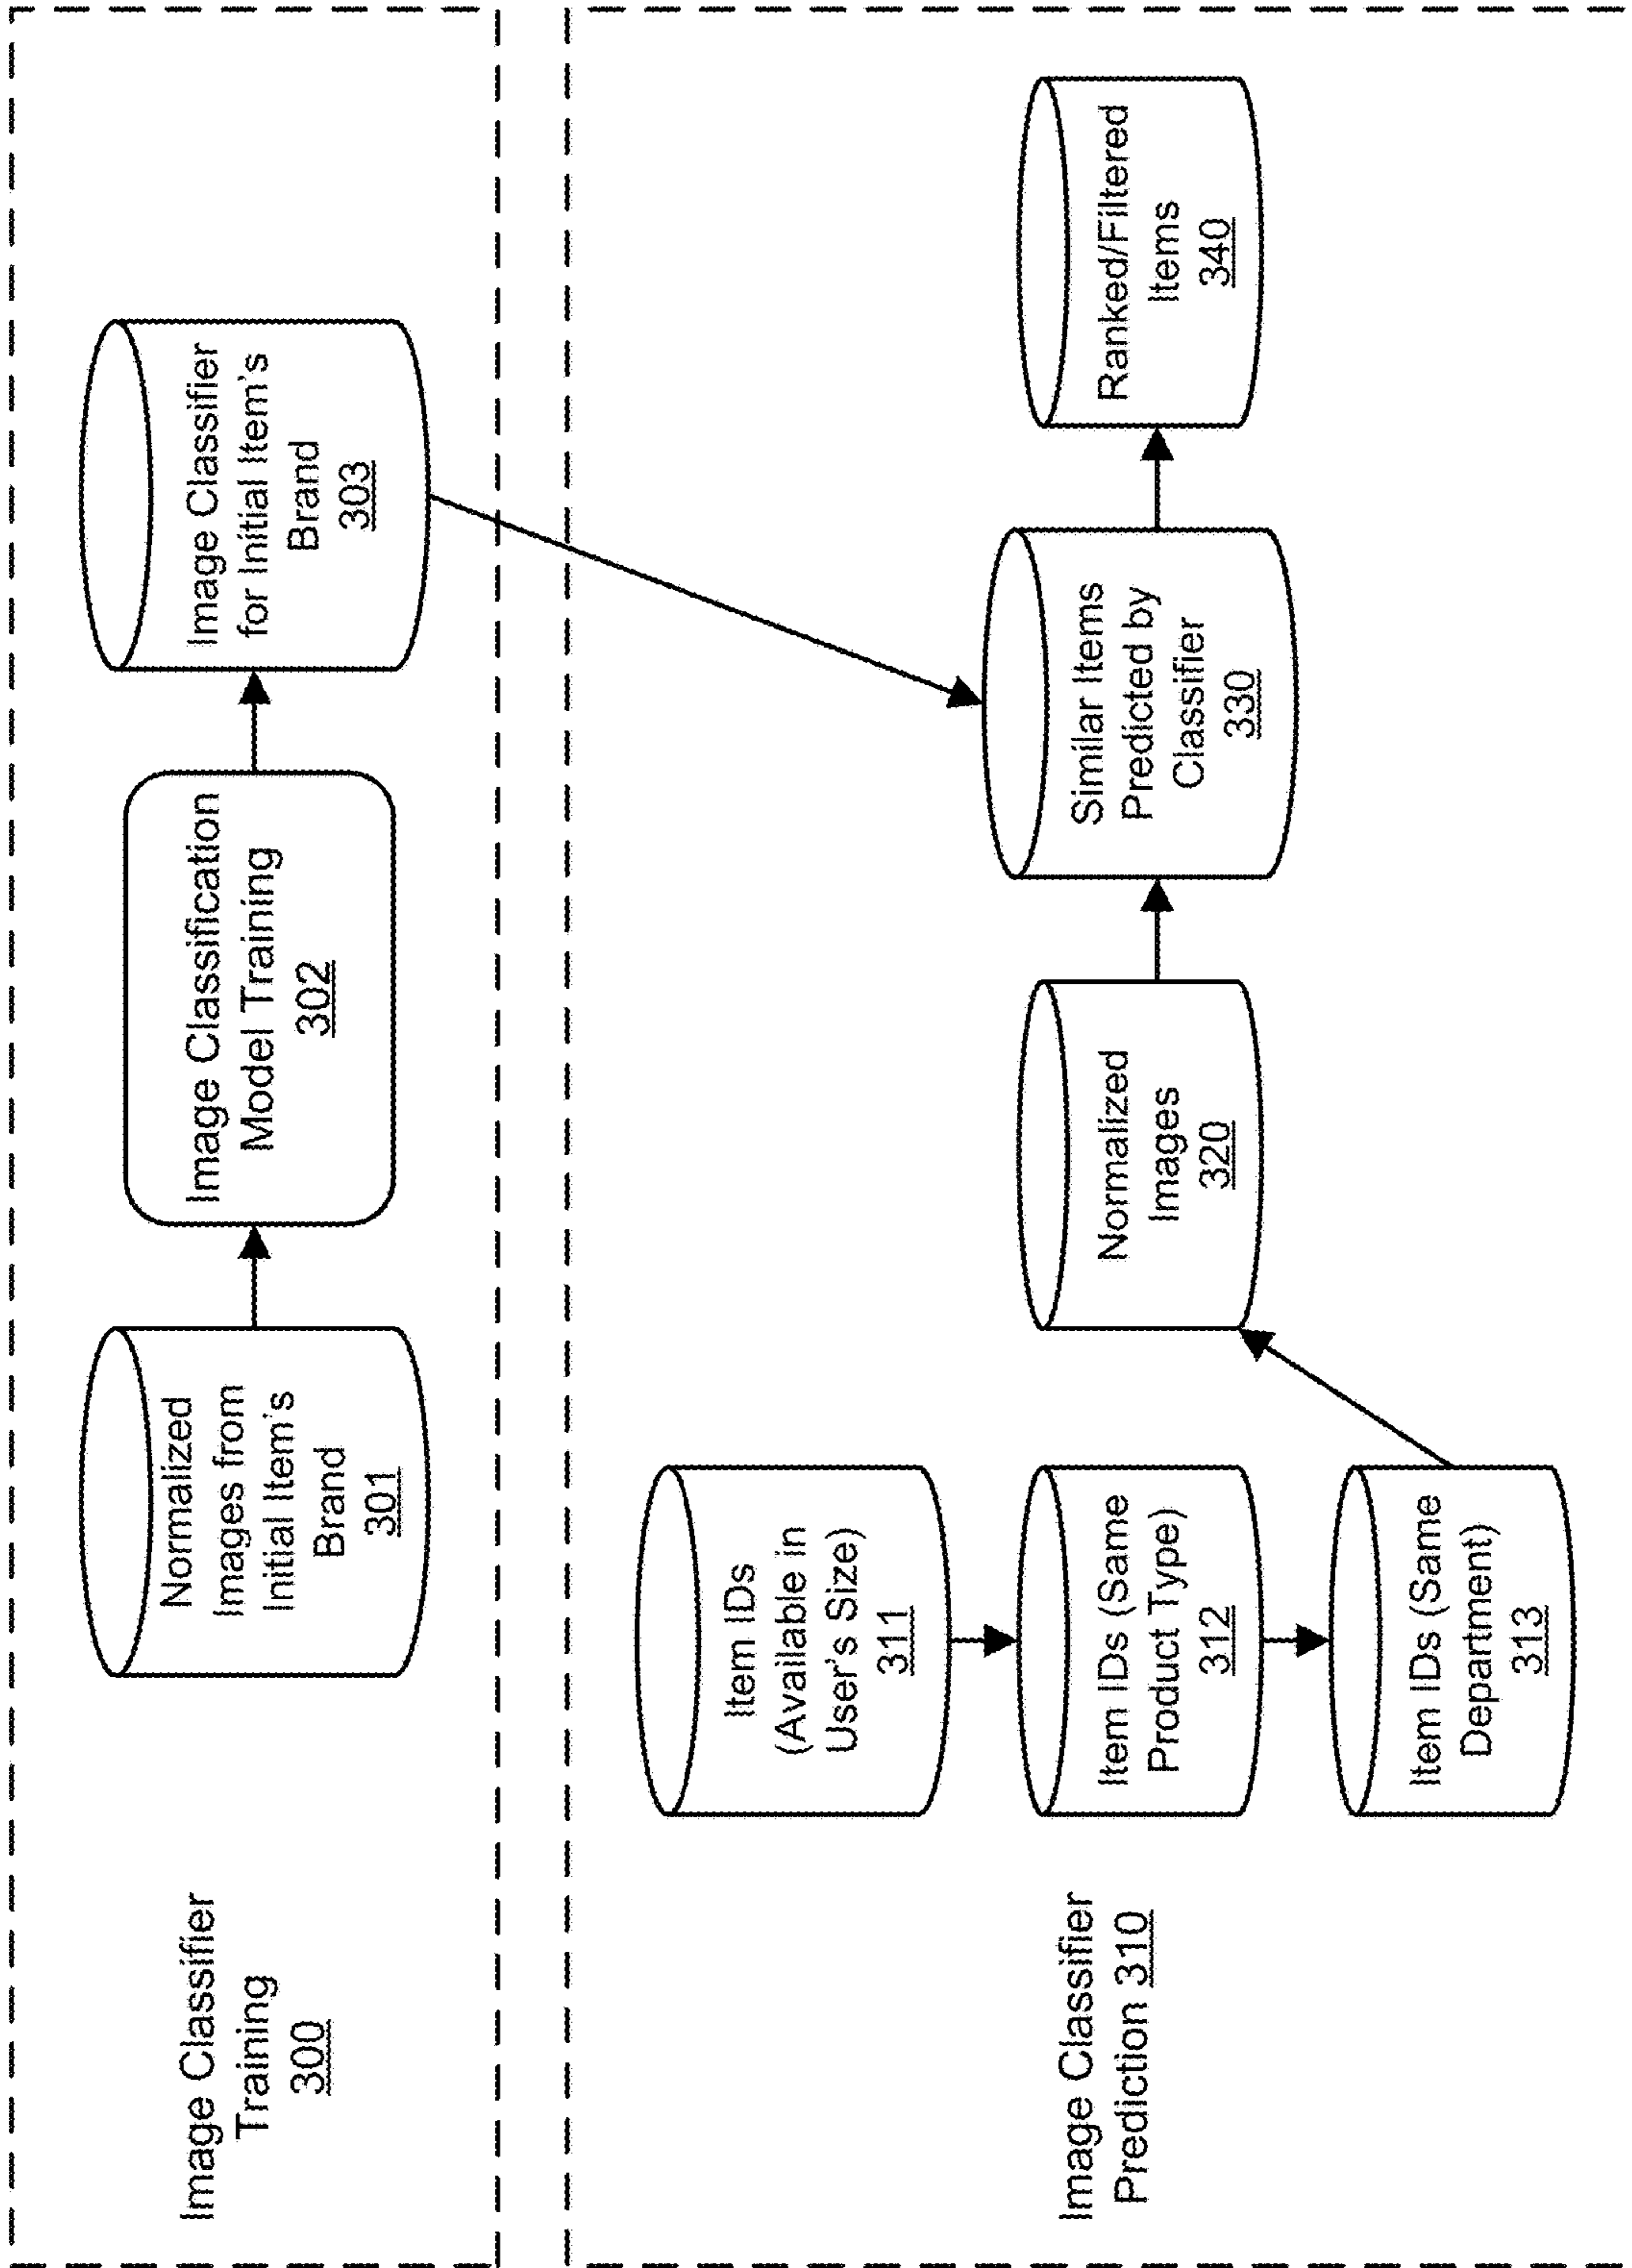 Image Classifier
Training
300
Normalized
Images from
Initial Item's
Brand
301
Image Classification
Model Training
302
Image Classifier
for Initial Item's
Brand
303
Image Classifier
Prediction 310
Item IDs
(Available in
User's Size)
311
Item IDs (Same
Product Type)
312
Item IDs (Same
Department)
313
Normalized
Images
320
Similar Items
Predicted by
Classifier
330
Ranked/Filtered
Items
340